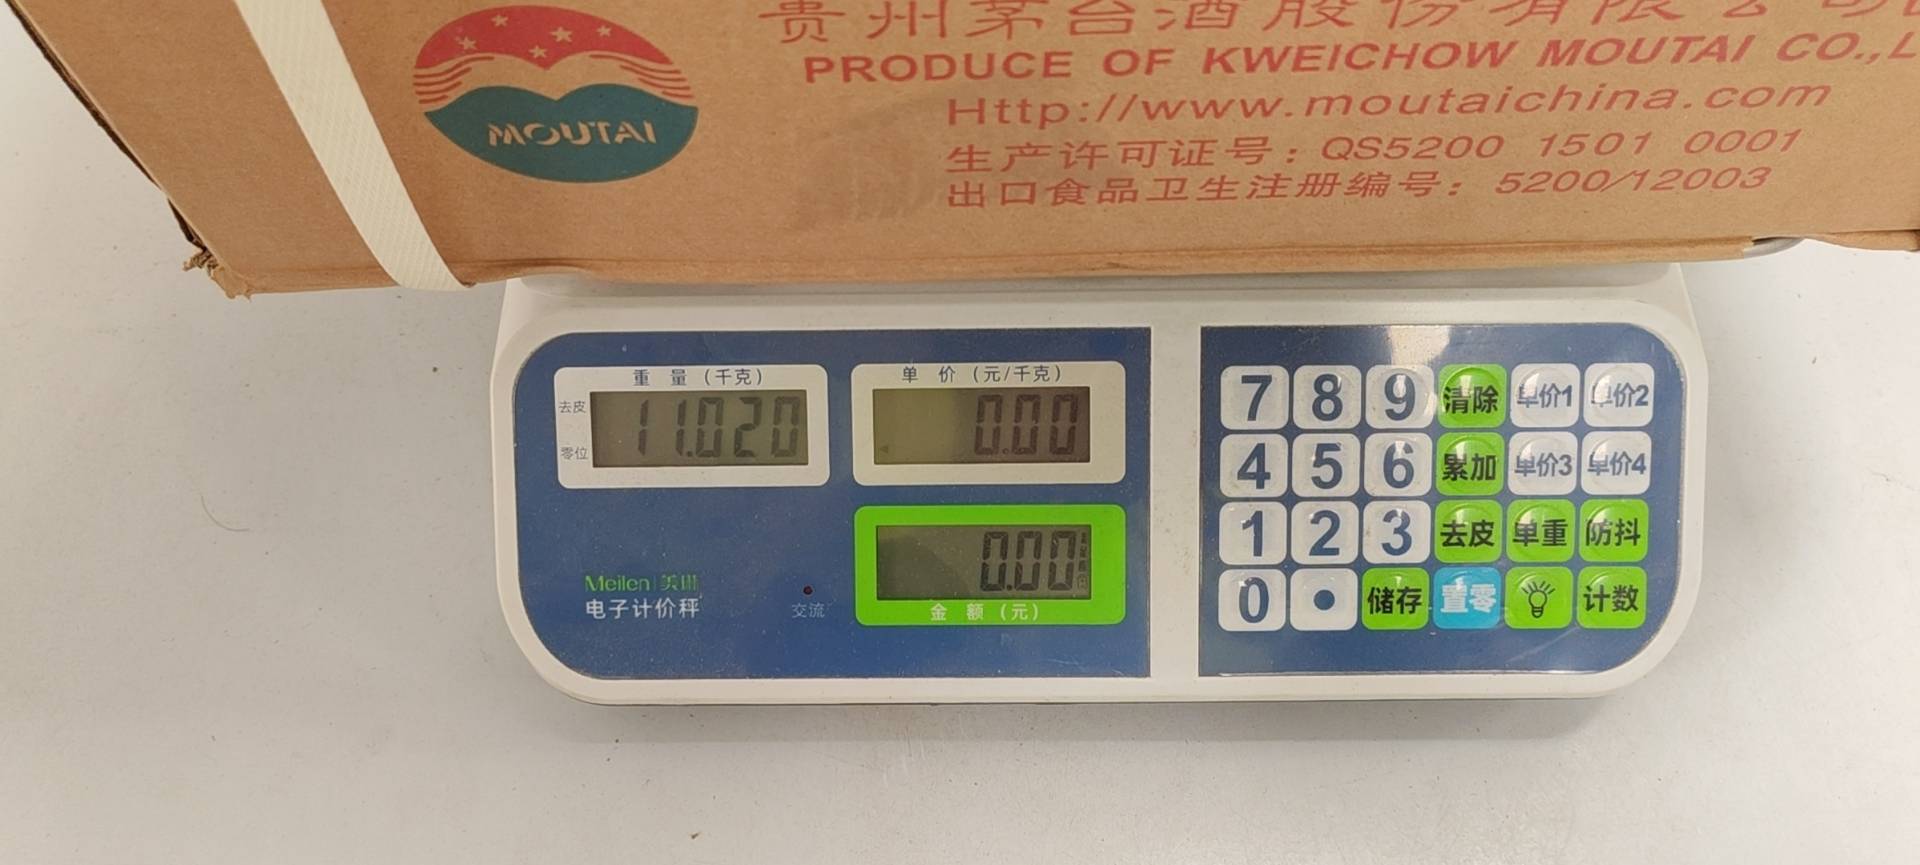 贵州茅台酒股份有限公司
PRODUCE OF KWEICHOW MOUTAI CO.,L
Http://www.moutaichina.com
生产许可证号：QS5200 1501 0001
出口食品卫生注册编号：5200/12003
MOUTAI
重 量 (千克)
去皮
零位
11.020
单 价 (元/千克)
0.00
0.00
金 额 (元)
Meilen 美琳
电子计价秤
交流
7 8 9 清除 单价1 单价2
4 5 6 累加 单价3 单价4
1 2 3 去皮 单重 防抖
0 • 储存 置零 计数